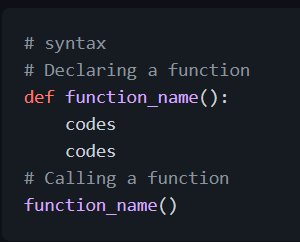 # syntax
# Declaring a function
def function_name():
    codes
    codes
# Calling a function
function_name()